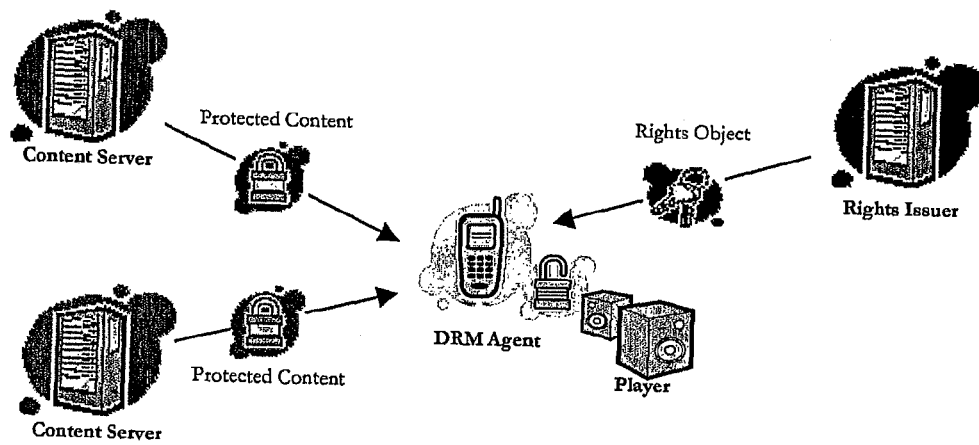 Protected Content
Content Server
Rights Object
Rights Issuer
DRM Agent
Protected Content
Player
Content Server